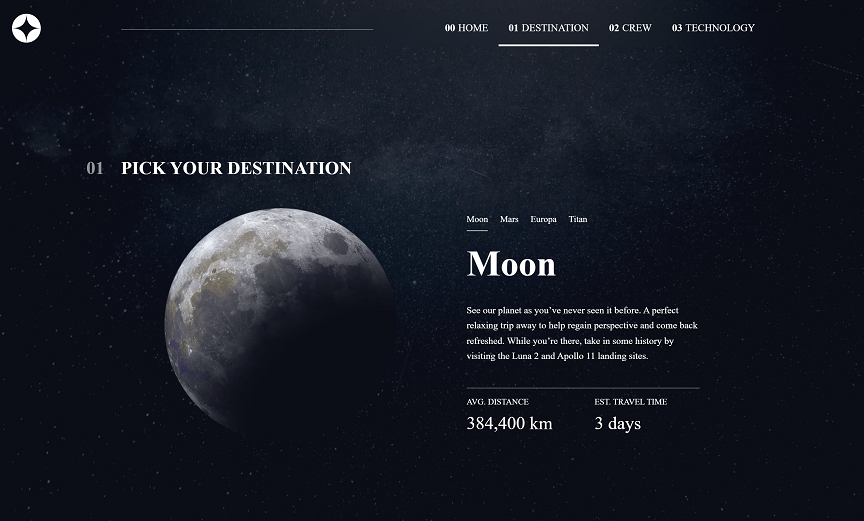 00 HOME 01 DESTINATION 02 CREW 03 TECHNOLOGY
01 PICK YOUR DESTINATION
Moon Mars Europa Titan
Moon
See our planet as you’ve never seen it before. A perfect
relaxing trip away to help regain perspective and come back
refreshed. While you’re there, take in some history by
visiting the Luna 2 and Apollo 11 landing sites.
AVG. DISTANCE EST. TRAVEL TIME
384,400 km 3 days